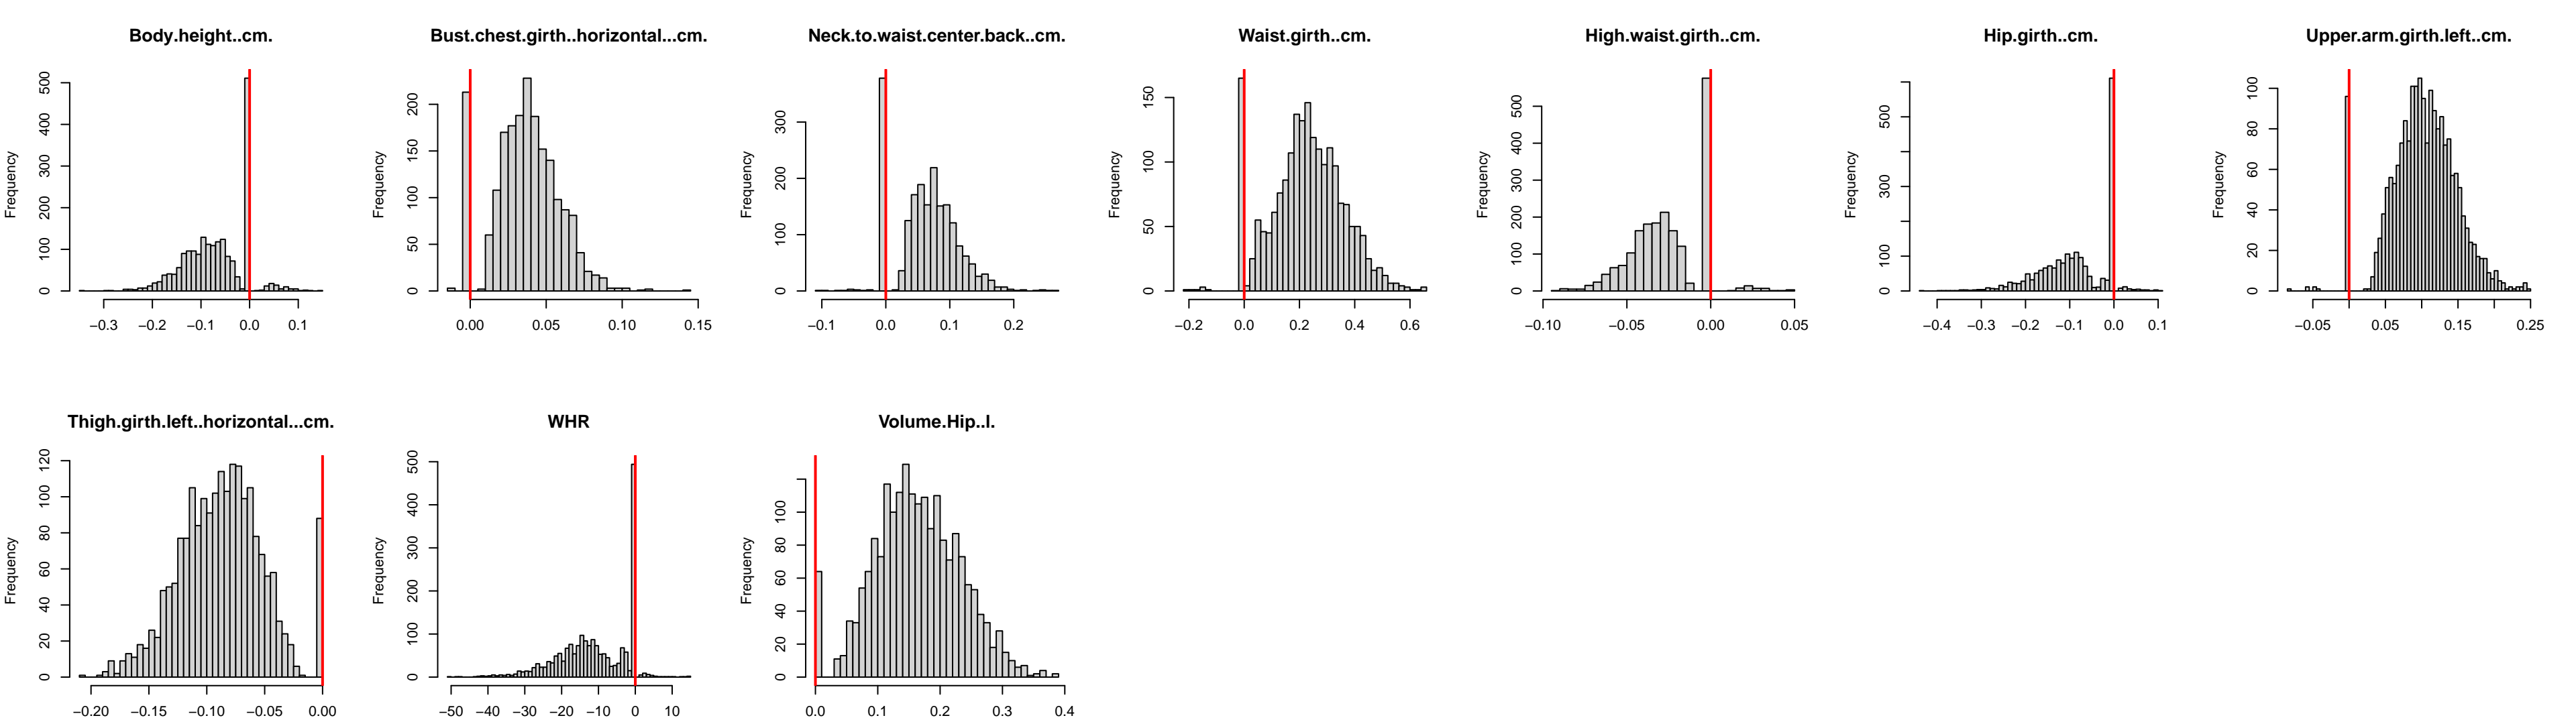 Body.height..cm.
Frequency
500
400
300
200
100
0
−0.3 −0.2 −0.1 0.0 0.1
Bust.chest.girth..horizontal...cm.
Frequency
200
150
100
50
0
0.00 0.05 0.10 0.15
Neck.to.waist.center.back..cm.
Frequency
300
200
100
0
−0.1 0.0 0.1 0.2
Waist.girth..cm.
Frequency
150
100
50
0
−0.2 0.0 0.2 0.4 0.6
High.waist.girth..cm.
Frequency
500
400
300
200
100
0
−0.10 −0.05 0.00 0.05
Hip.girth..cm.
Frequency
500
300
100
0
−0.4 −0.3 −0.2 −0.1 0.0 0.1
Upper.arm.girth.left..cm.
Frequency
100
80
60
40
20
0
−0.05 0.05 0.15 0.25
Thigh.girth.left..horizontal...cm.
Frequency
120
100
80
60
40
20
0
−0.20 −0.15 −0.10 −0.05 0.00
WHR
Frequency
500
400
300
200
100
0
−50 −40 −30 −20 −10 0 10
Volume.Hip..l.
Frequency
100
80
60
40
20
0
0.0 0.1 0.2 0.3 0.4